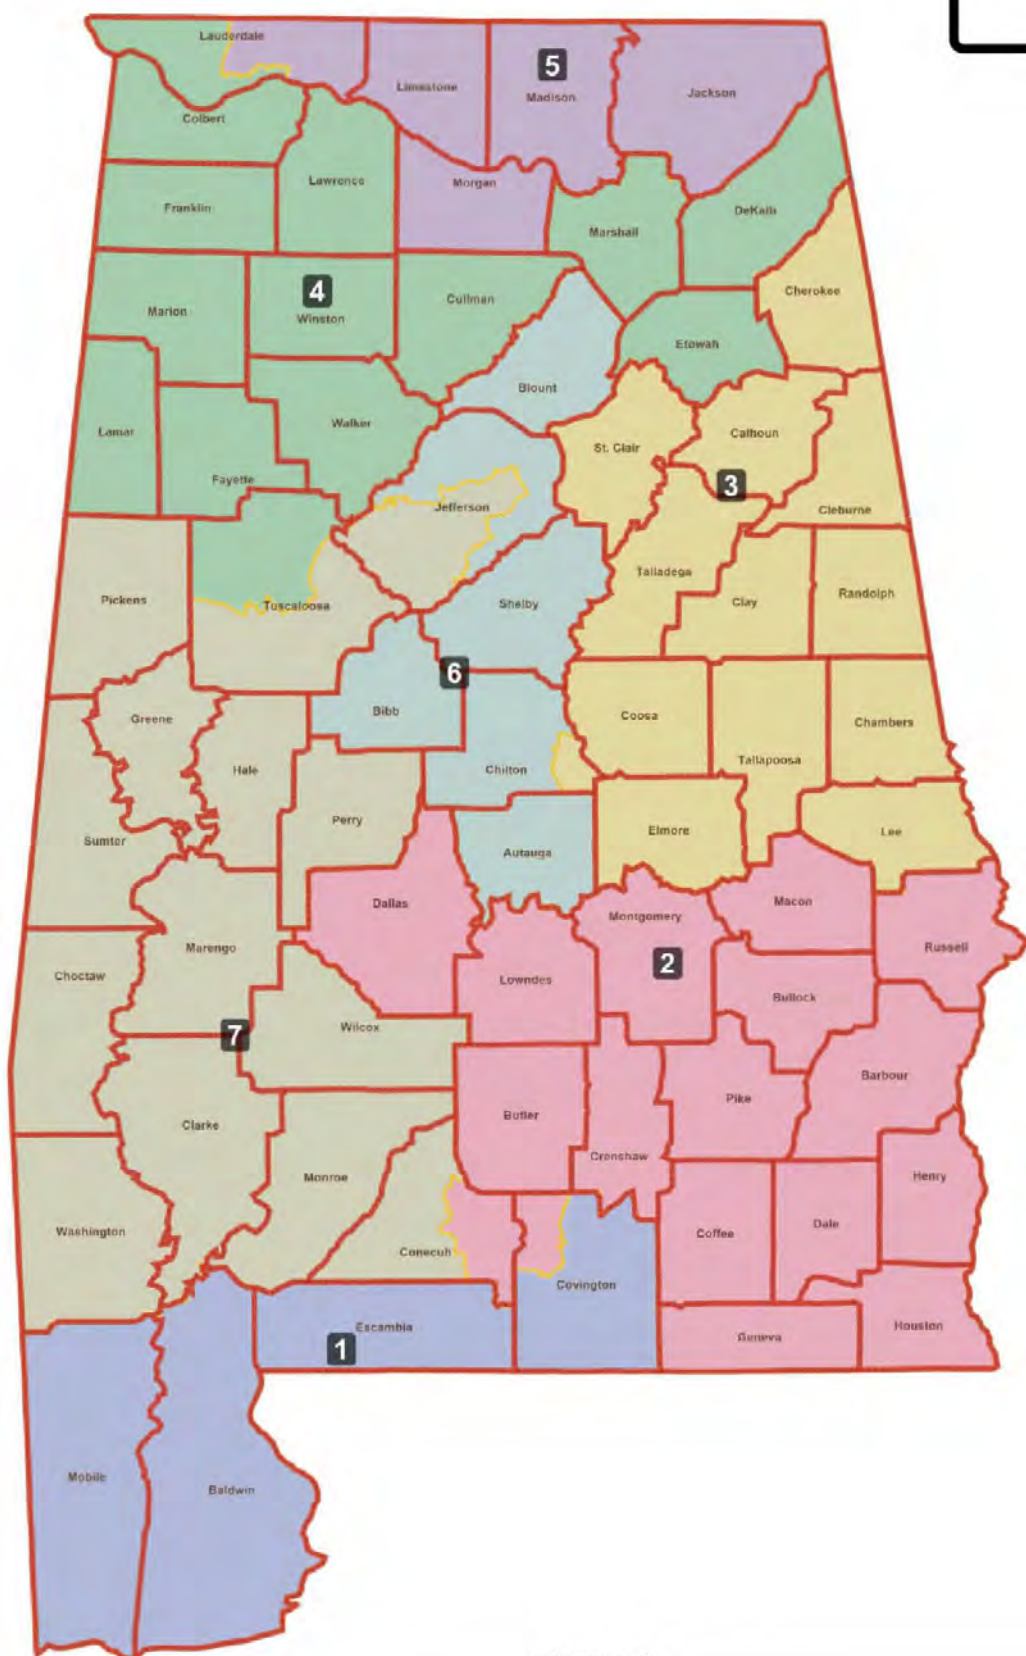 Lauderdale
5
Limestone
Madison
Jackson
Colbert
Lawrence
Morgan
Franklin
DeKalb
Marshall
4
Cherokee
Marion
Winston
Cullman
Etowah
Blount
Walker
Lamar
Calhoun
St. Clair
Fayette
3
Jefferson
Cleburne
Talladega
Randolph
Pickens
Tuscaloosa
Shelby
Clay
6
Greene
Bibb
Coosa
Chambers
Hale
Chilton
Tallapoosa
Perry
Elmore
Lee
Sumter
Autauga
Dallas
Macon
Montgomery
Marengo
Russell
2
Choctaw
Lowndes
Bullock
7
Wilcox
Barbour
Pike
Clarke
Butler
Crenshaw
Monroe
Henry
Washington
Coffee
Dale
Conecuh
Covington
Escambia
Houston
1
Geneva
Mobile
Baldwin